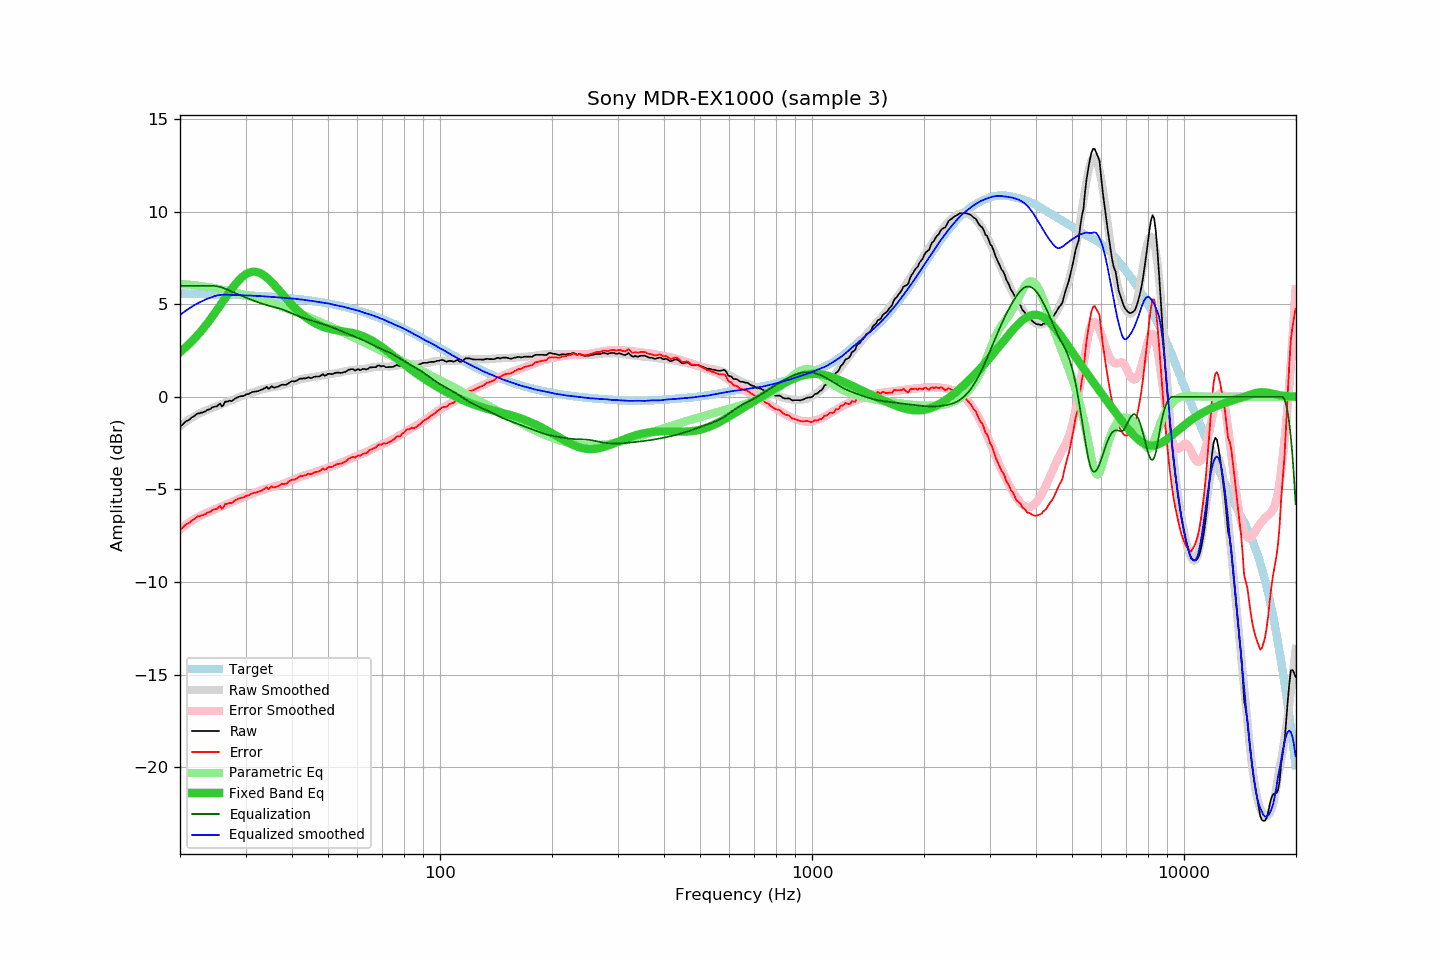 Sony MDR-EX1000 (sample 3)
15
10
5
0
−5
−10
−15
−20
Amplitude (dBr)
Target
Raw Smoothed
Error Smoothed
Raw
Error
Parametric Eq
Fixed Band Eq
Equalization
Equalized smoothed
100
1000
10000
Frequency (Hz)